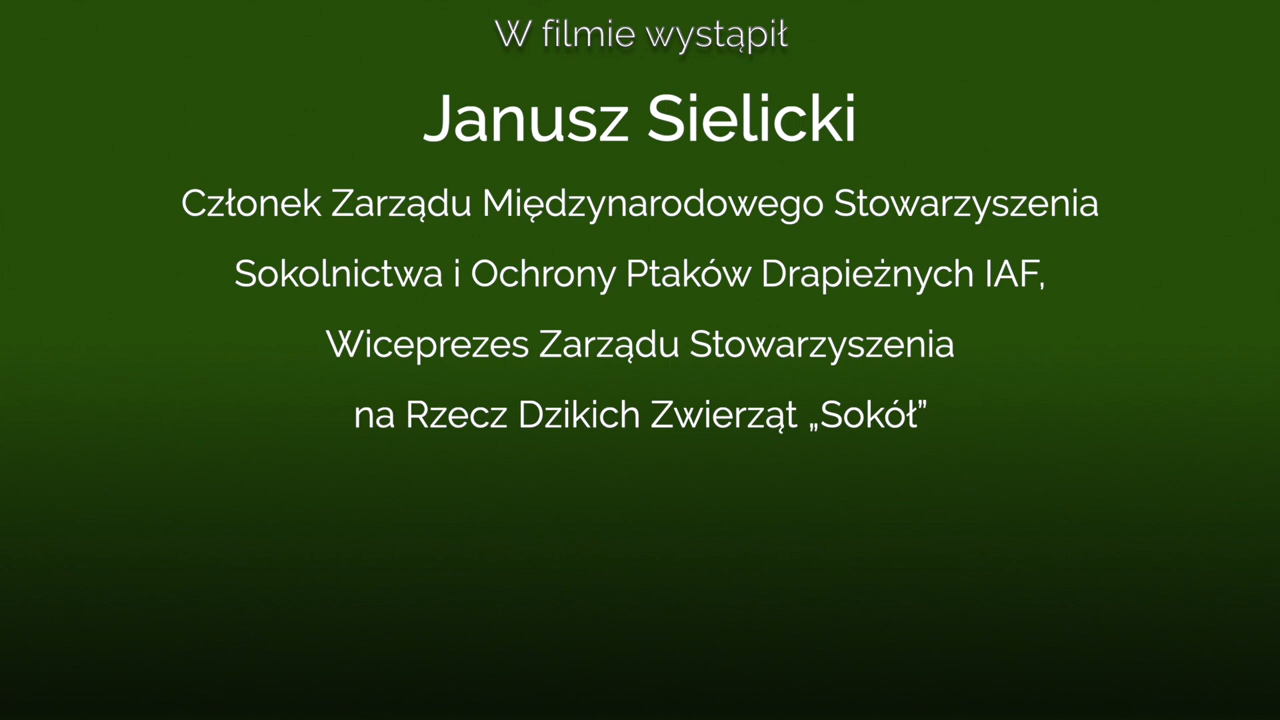 W filmie wystąpił
Janusz Sielicki
Członek Zarządu Międzynarodowego Stowarzyszenia
Sokolnictwa i Ochrony Ptaków Drapieżnych IAF,
Wiceprezes Zarządu Stowarzyszenia
na Rzecz Dzikich Zwierząt „Sokół”